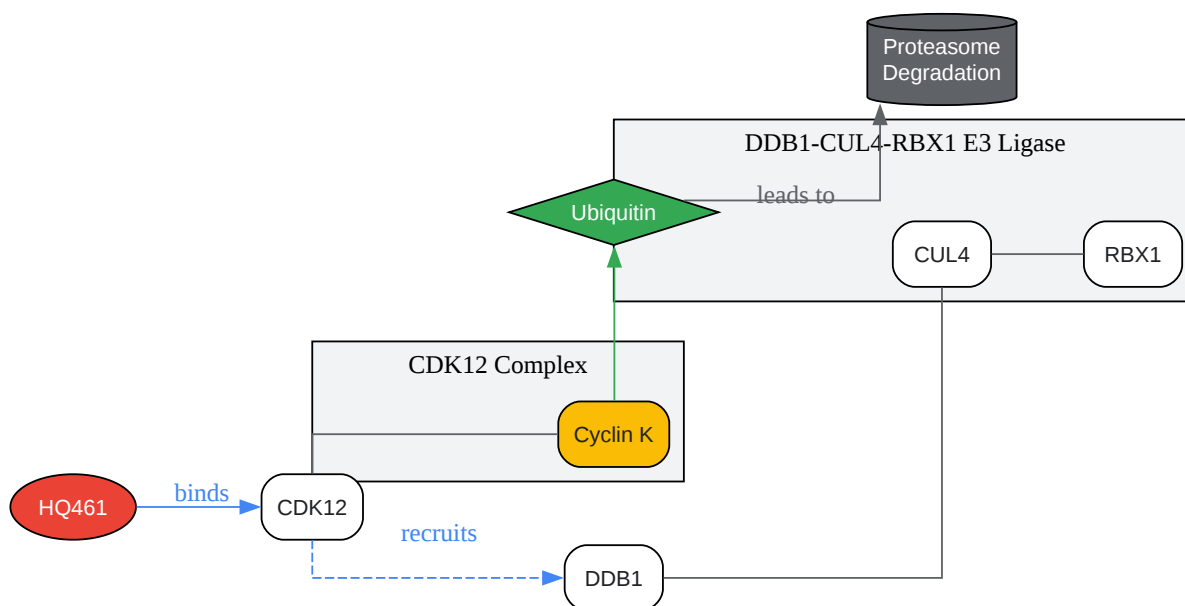 Proteasome
Degradation
DDB1-CUL4-RBX1 E3 Ligase
leads to
Ubiquitin
CUL4
RBX1
CDK12 Complex
Cyclin K
HQ461
binds
CDK12
recruits
DDB1